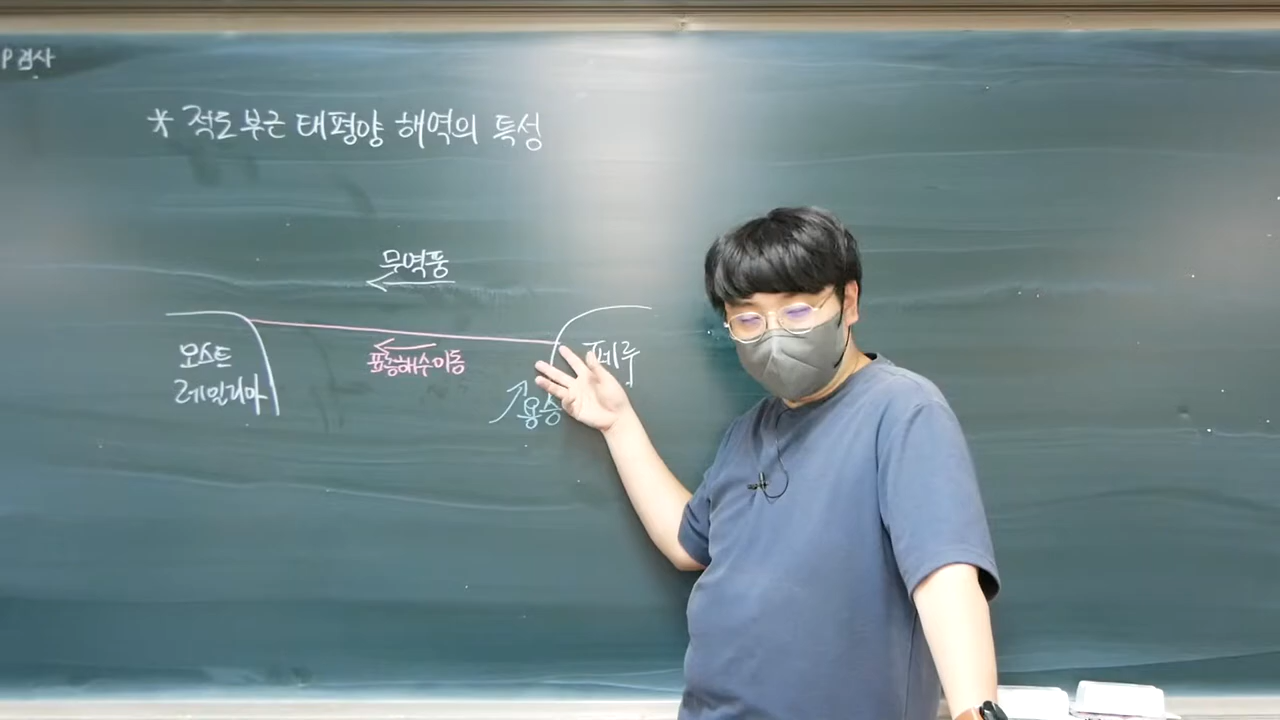 P검사
* 적도 부근 태평양 해역의 특성
무역풍
오스트
레일리아
표층해수이동
페루
용승